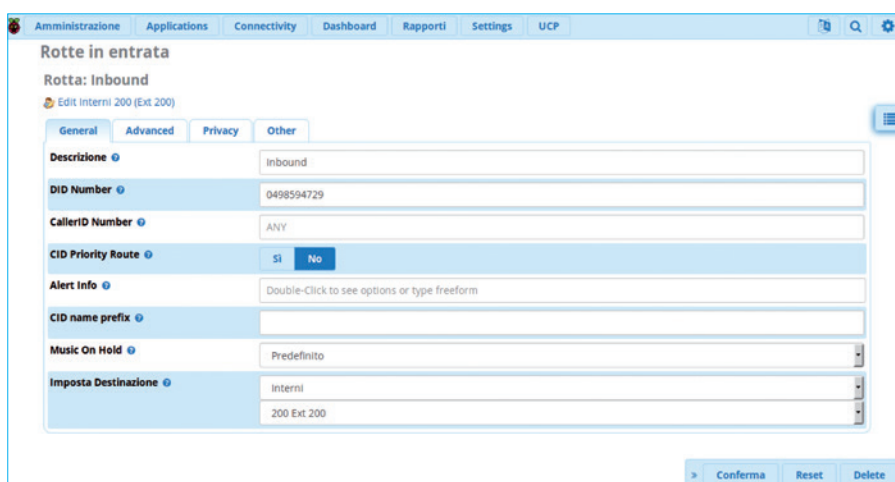 Amministrazione Applications Connectivity Dashboard Rapporti Settings UCP
Rotte in entrata
Rotta: Inbound
Edit Interni 200 (Ext 200)
General Advanced Privacy Other
Descrizione Inbound
DID Number 0498594729
CallerID Number ANY
CID Priority Route Sì No
Alert Info Double-Click to see options or type freeform
CID name prefix
Music On Hold Predefinito
Imposta Destinazione Interni
200 Ext 200
» Conferma Reset Delete